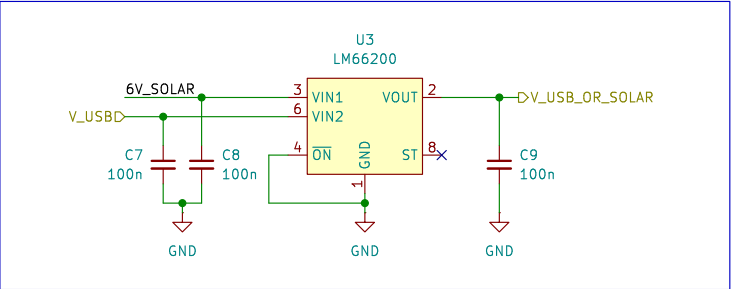 U3
LM66200
6V_SOLAR
3
VIN1
VOUT
2
V_USB_OR_SOLAR
V_USB
6
VIN2
4
ON
GND
ST
8
1
C7
100n
C8
100n
C9
100n
GND
GND
GND